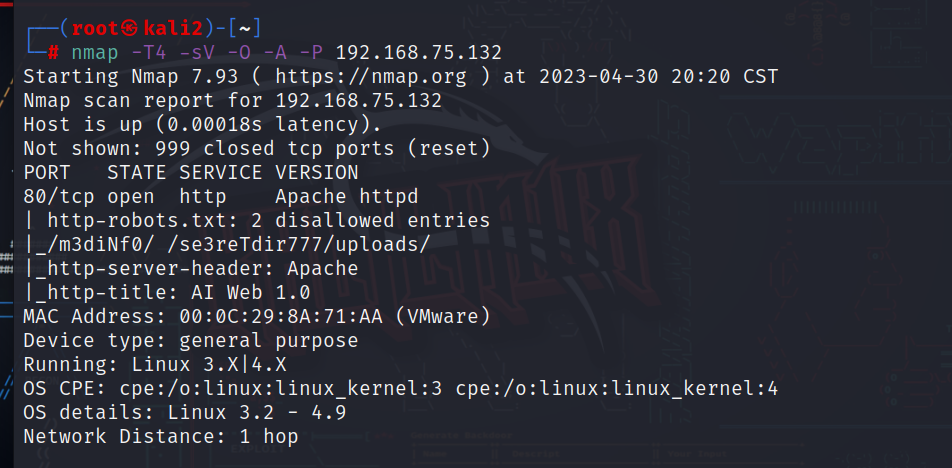 ┌──(root㉿kali2)-[~]
└─# nmap -T4 -sV -O -A -P 192.168.75.132
Starting Nmap 7.93 ( https://nmap.org ) at 2023-04-30 20:20 CST
Nmap scan report for 192.168.75.132
Host is up (0.00018s latency).
Not shown: 999 closed tcp ports (reset)
PORT   STATE SERVICE VERSION
80/tcp open  http    Apache httpd
| http-robots.txt: 2 disallowed entries
|_/m3diNf0/ /se3reTdir777/uploads/
|_http-server-header: Apache
|_http-title: AI Web 1.0
MAC Address: 00:0C:29:8A:71:AA (VMware)
Device type: general purpose
Running: Linux 3.X|4.X
OS CPE: cpe:/o:linux:linux_kernel:3 cpe:/o:linux:linux_kernel:4
OS details: Linux 3.2 - 4.9
Network Distance: 1 hop